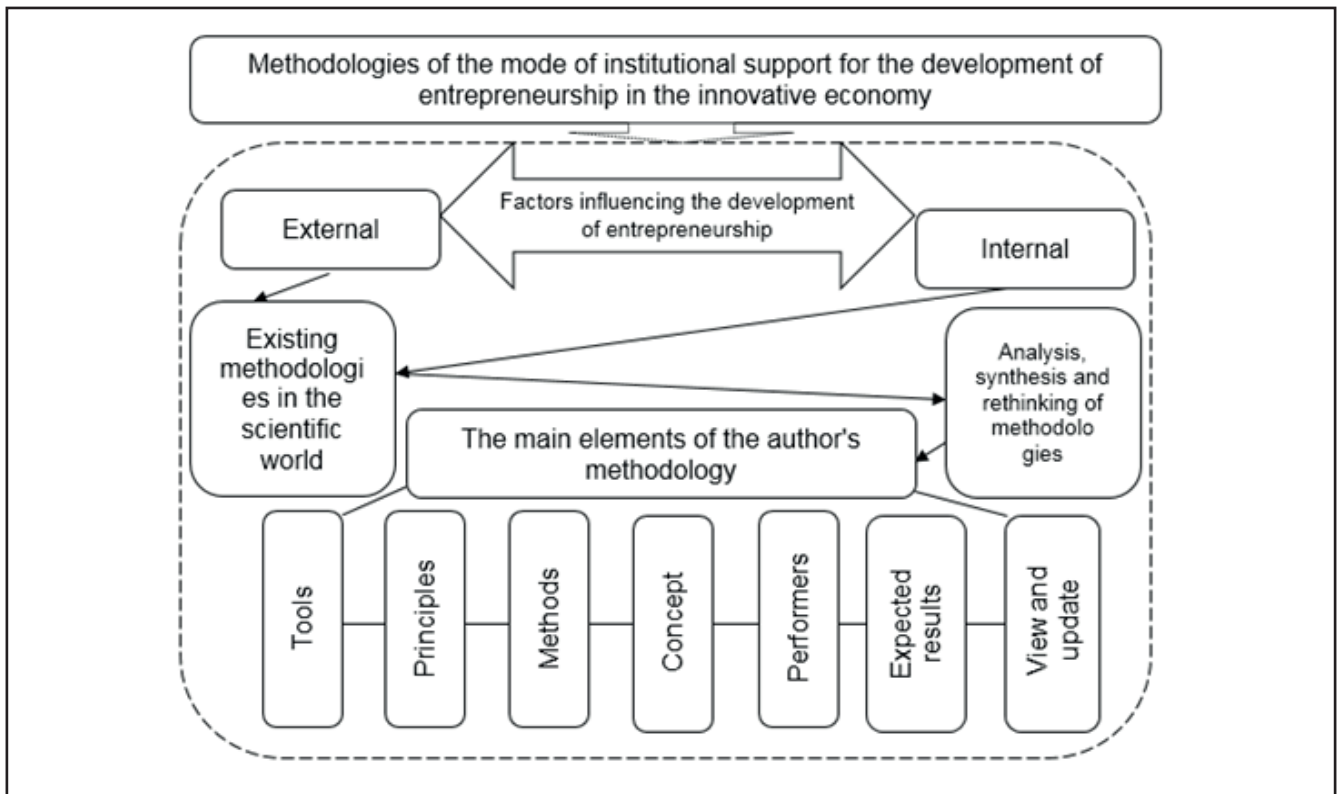 Methodologies of the mode of institutional support for the development of
entrepreneurship in the innovative economy
Factors influencing the development
of entrepreneurship
External
Internal
Existing
methodologi
es in the
scientific
world
Analysis,
synthesis and
rethinking of
methodolo
gies
The main elements of the author's
methodology
Tools
Principles
Methods
Concept
Performers
Expected
results
View and
update